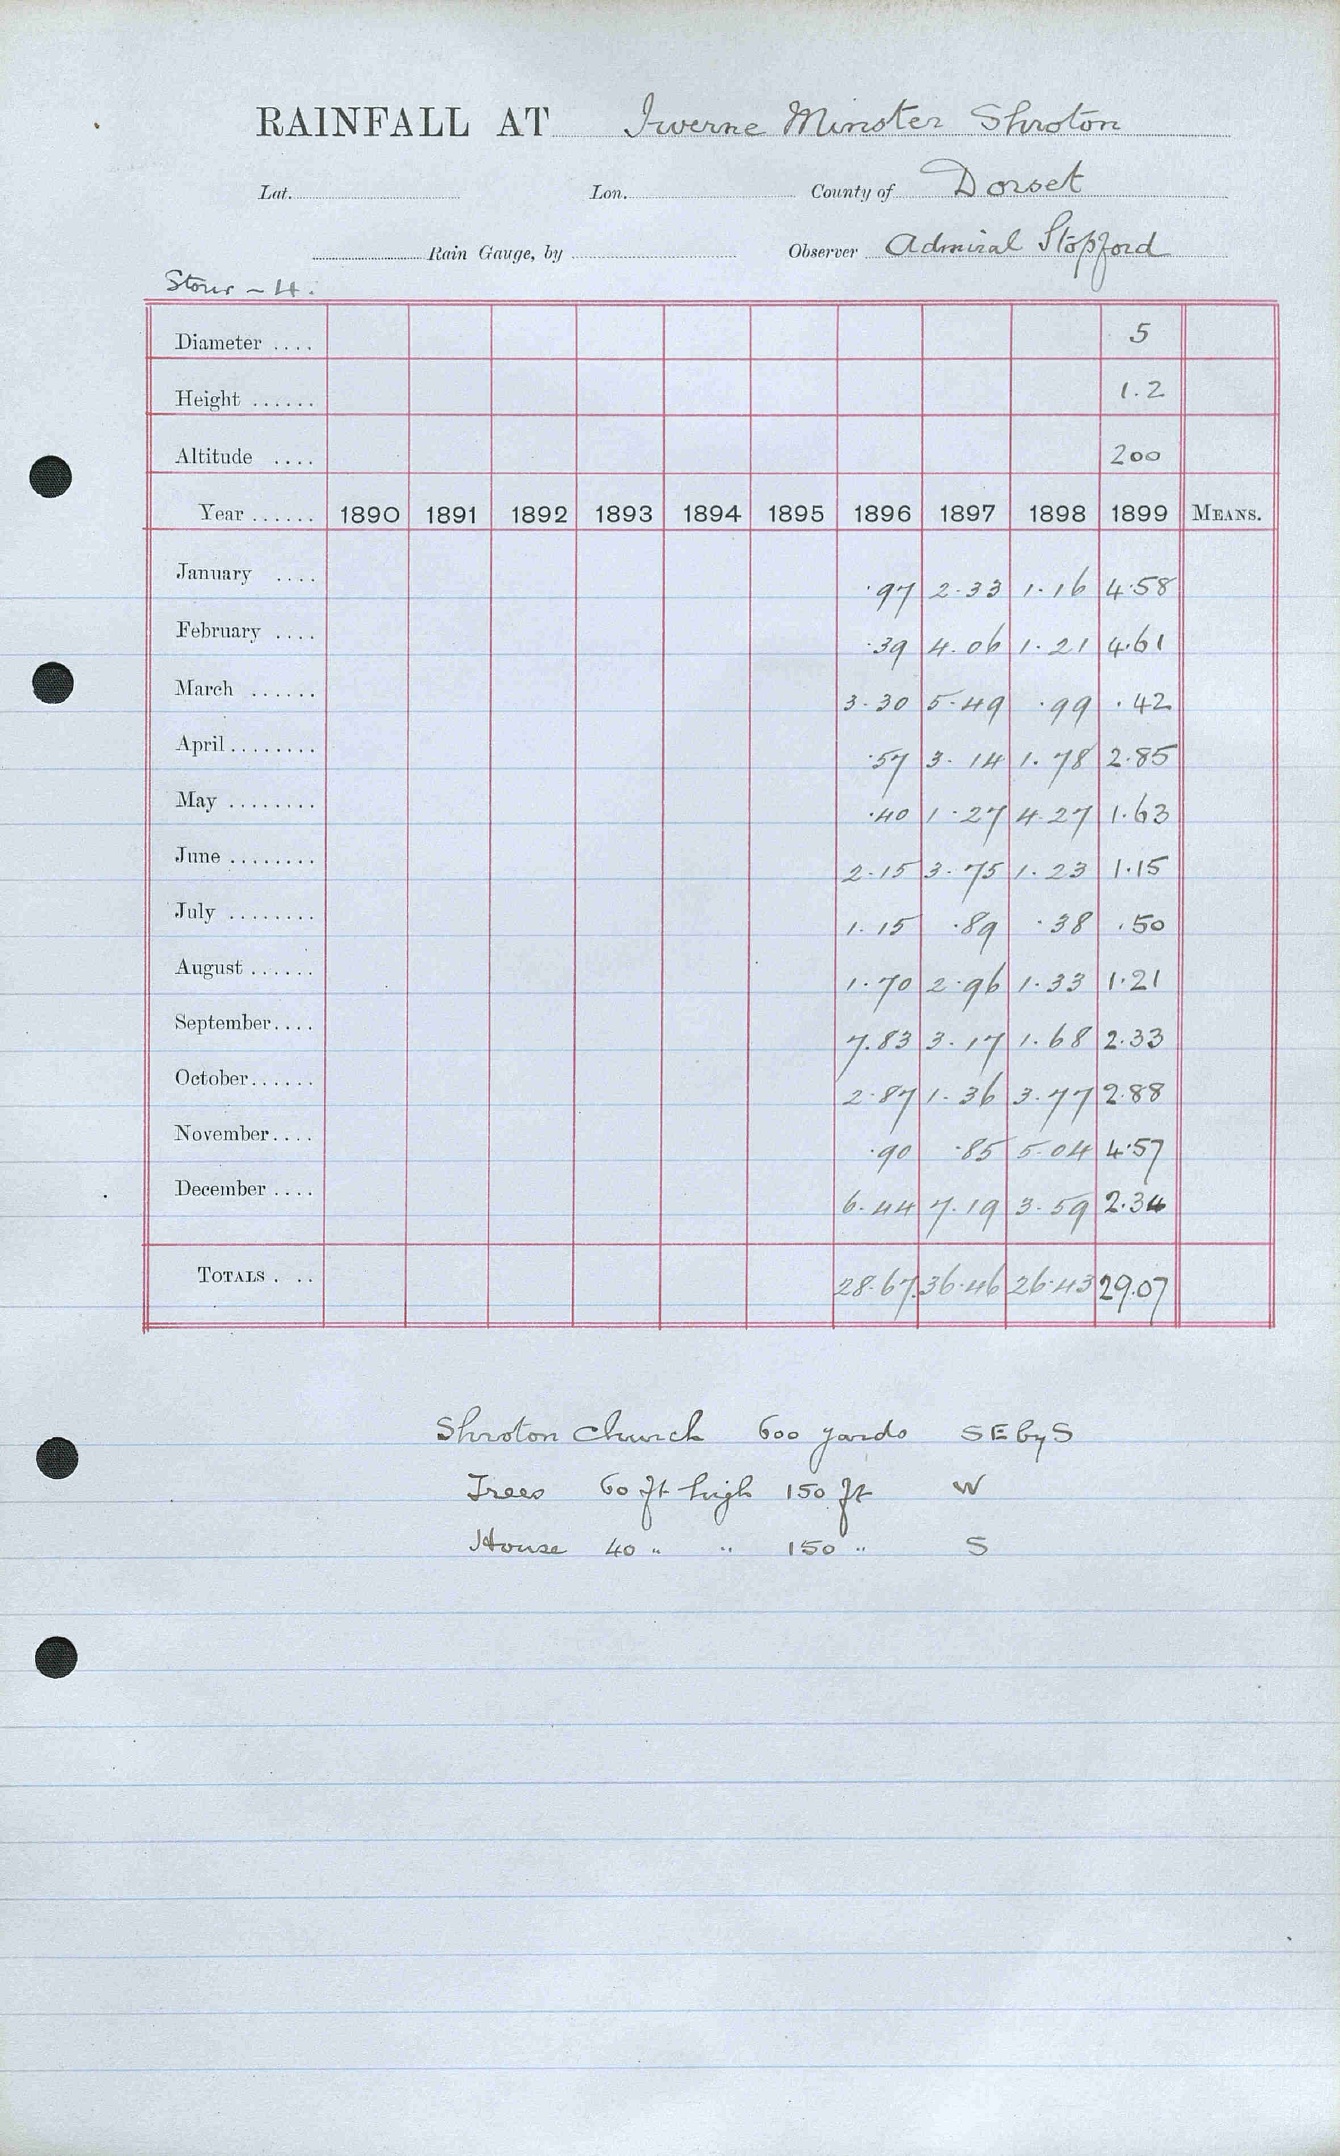 RAINFALL AT Iwerne Minster Shroton
Lat. Lon. County of Dorset
Rain Gauge, by Observer Admiral Stopford
Stour - 4.
Diameter .... 5
Height ...... 1.2
Altitude .... 200
Year ...... 1890 1891 1892 1893 1894 1895 1896 1897 1898 1899 MEANS.
January .... .97 2.33 1.16 4.58
February .... .39 4.06 1.21 4.61
March ...... 3.30 5.49 .99 .42
April ........ .57 3.14 1.78 2.85
May ........ .40 1.27 4.27 1.63
June ........ 2.15 3.75 1.23 1.15
July ........ 1.15 .89 .38 .50
August ...... 1.70 2.96 1.33 1.21
September.... 7.83 3.17 1.68 2.33
October...... 2.87 1.36 3.77 2.88
November.... .90 .85 5.04 4.57
December .... 6.44 7.19 3.59 2.34
TOTALS . .. 28.67 36.46 26.43 29.07
Shroton Church 600 yards SE by S
Trees 60 ft high 150 ft W
House 40 " " 150 " S